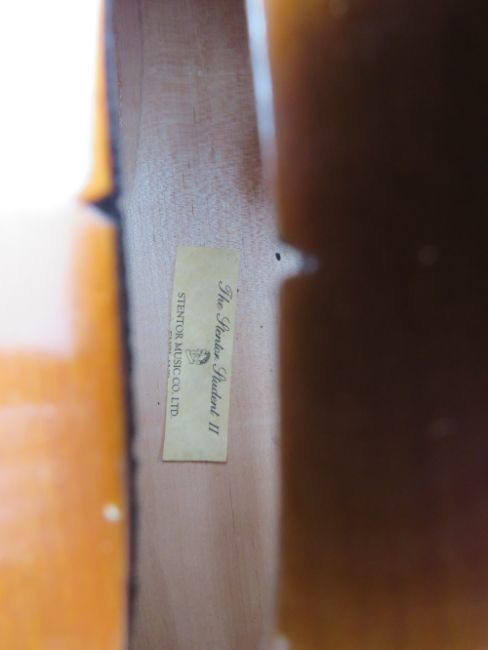 The Stentor Student II
STENTOR MUSIC CO. LTD.